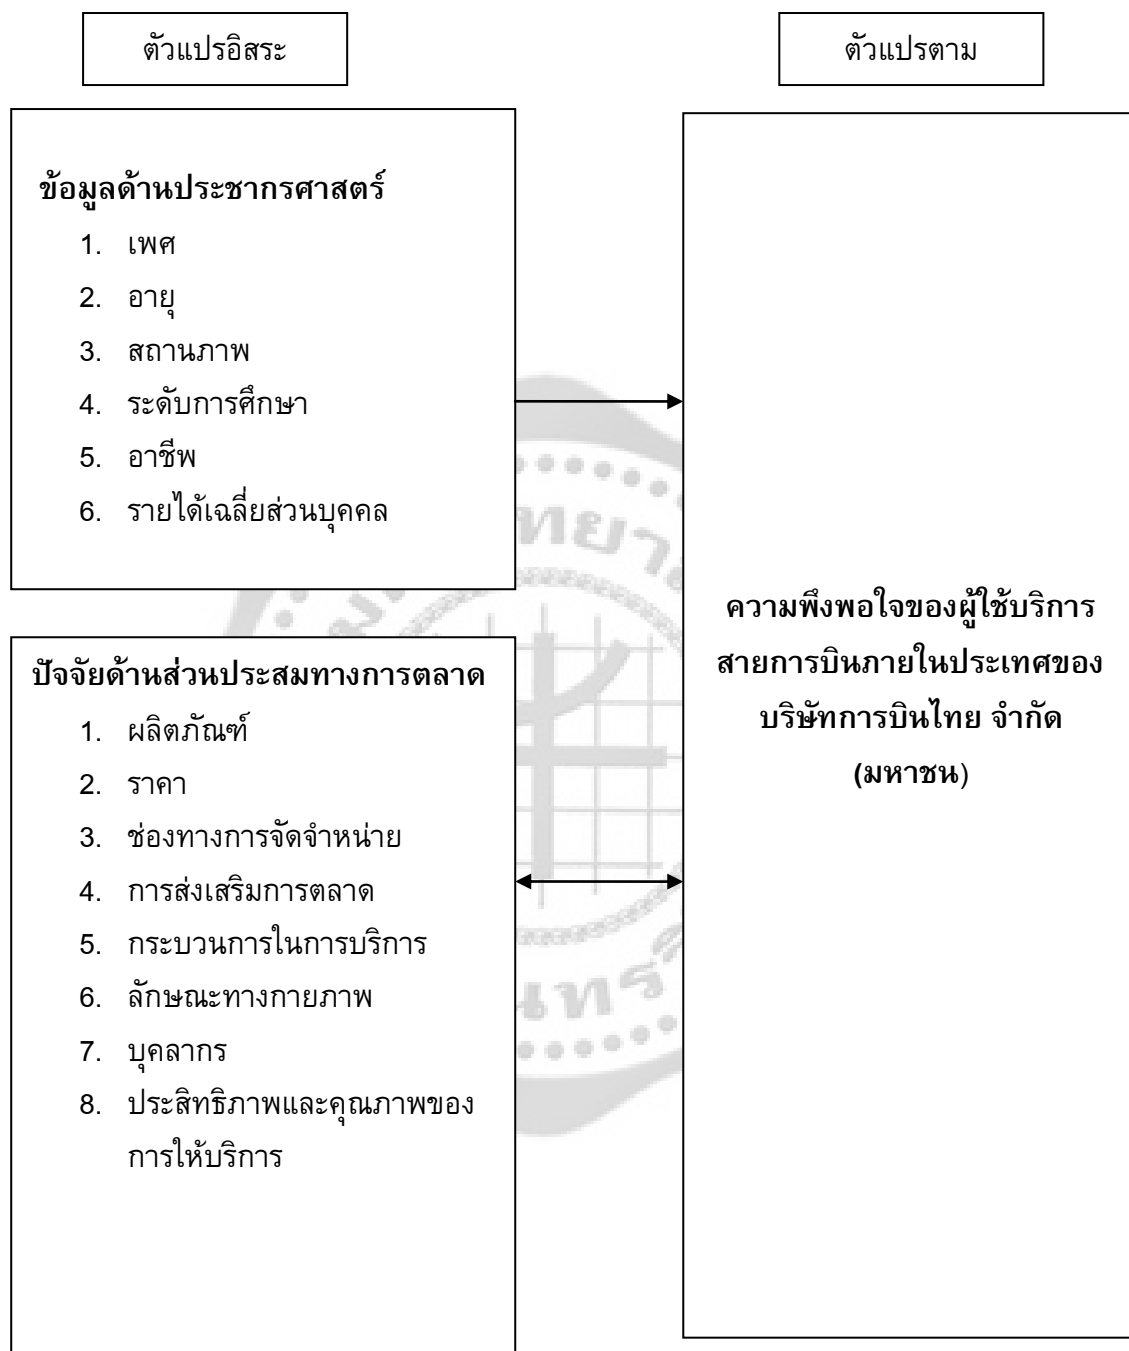 ตัวแปรอิสระ
ตัวแปรตาม
ข้อมูลด้านประชากรศาสตร์
1. เพศ
2. อายุ
3. สถานภาพ
4. ระดับการศึกษา
5. อาชีพ
6. รายได้เฉลี่ยส่วนบุคคล
ปัจจัยด้านส่วนประสมทางการตลาด
1. ผลิตภัณฑ์
2. ราคา
3. ช่องทางการจัดจำหน่าย
4. การส่งเสริมการตลาด
5. กระบวนการในการบริการ
6. ลักษณะทางกายภาพ
7. บุคลากร
8. ประสิทธิภาพและคุณภาพของ
การให้บริการ
ความพึงพอใจของผู้ใช้บริการ
สายการบินภายในประเทศของ
บริษัทการบินไทย จำกัด
(มหาชน)